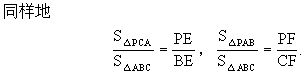 同样地
S△PCA/S△ABC = PE/BE, S△PAB/S△ABC = PF/CF.